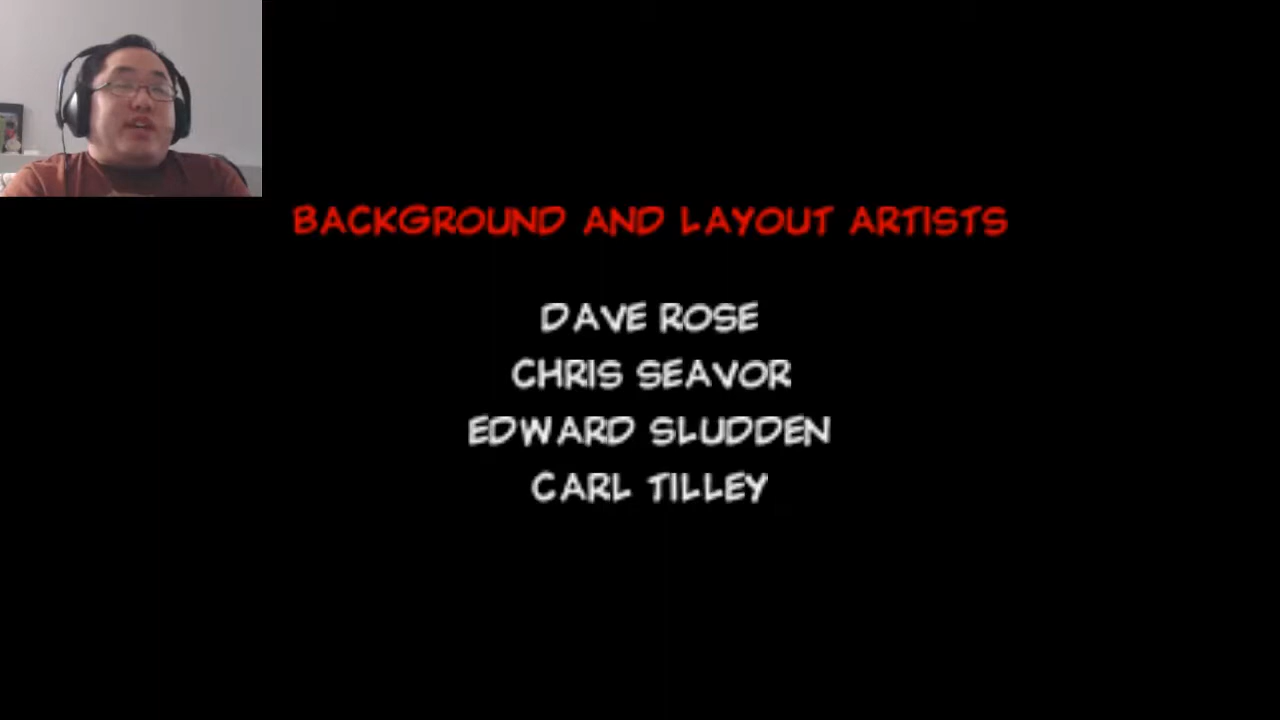 BACKGROUND AND LAYOUT ARTISTS
DAVE ROSE
CHRIS SEAVOR
EDWARD SLUDDEN
CARL TILLEY